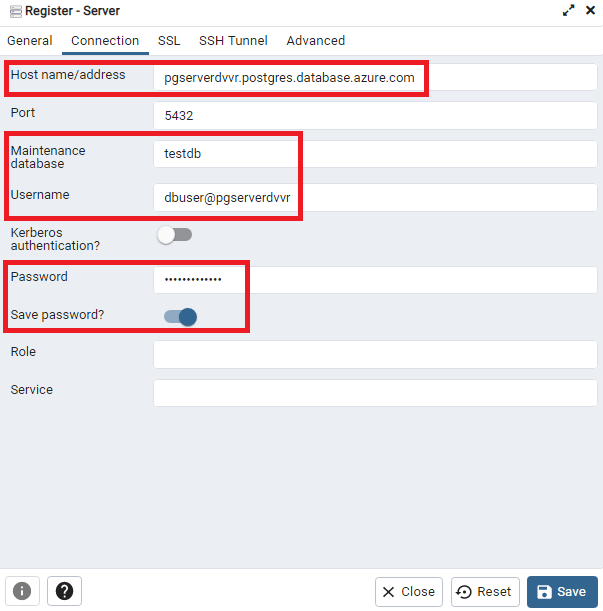 Register - Server
General Connection SSL SSH Tunnel Advanced
Host name/address pgserverdvvr.postgres.database.azure.com
Port 5432
Maintenance
database
testdb
Username dbuser@pgserverdvvr
Kerberos
authentication?
Password •••••••••••••
Save password?
Role
Service
i ? Close Reset Save